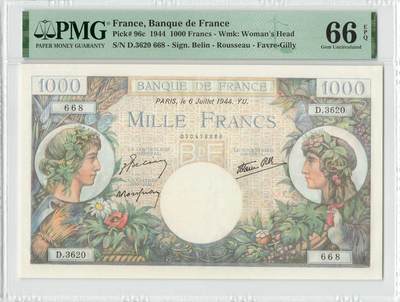 PMG
PAPER MONEY GUARANTY
France, Banque de France
Pick# 96c 1944 1000 Francs - Wmk: Woman's Head
S/N D.3620 668 - Sign. Belin - Rousseau - Favre-Gilly
66 EPQ
Gem Uncirculated
1000
BANQUE DE FRANCE
1000
PARIS, le 6 Juillet 1944. YU.
668
MILLE FRANCS
D.3620
BF
D.3620
668